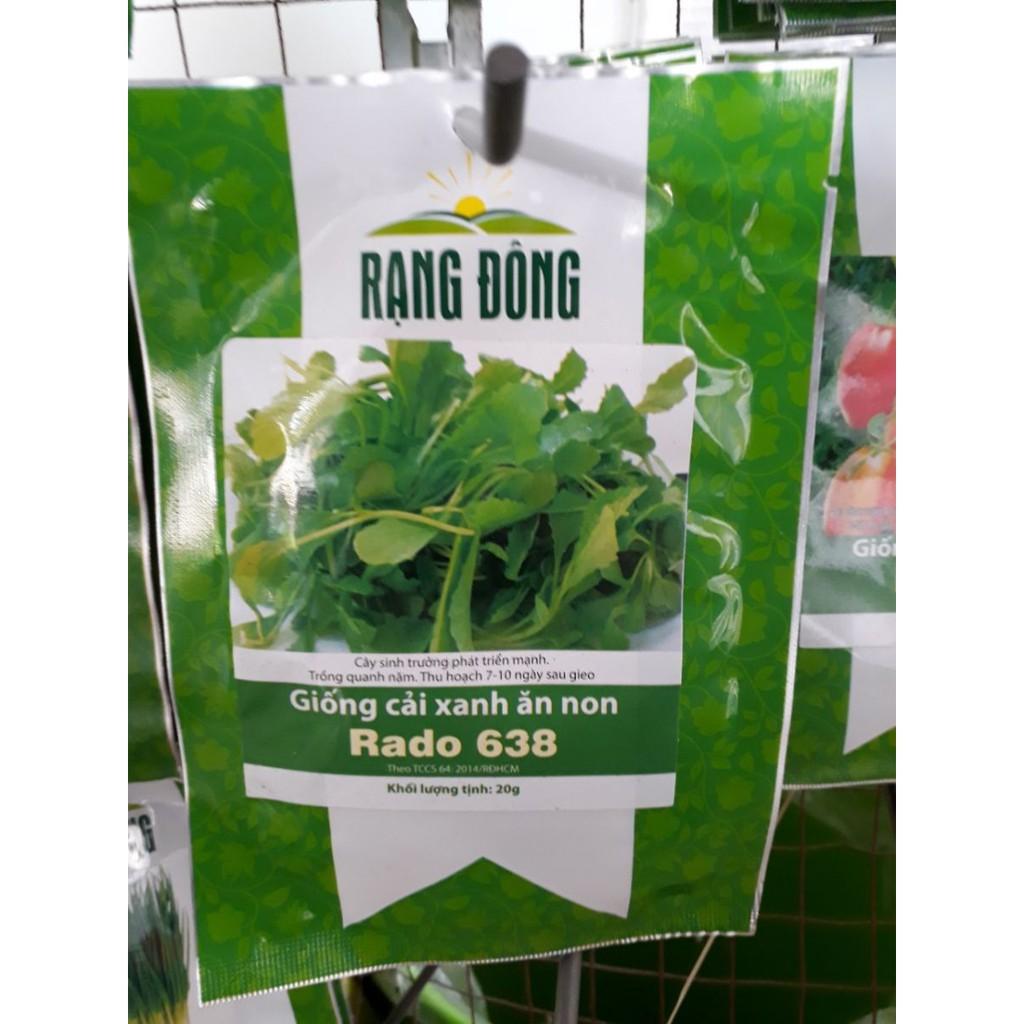 RẠNG ĐÔNG
Cây sinh trưởng phát triển mạnh.
Trồng quanh năm. Thu hoạch 7-10 ngày sau gieo
Giống cải xanh ăn non
Rado 638
Theo TCCS 64: 2014/RĐHCM
Khối lượng tịnh: 20g